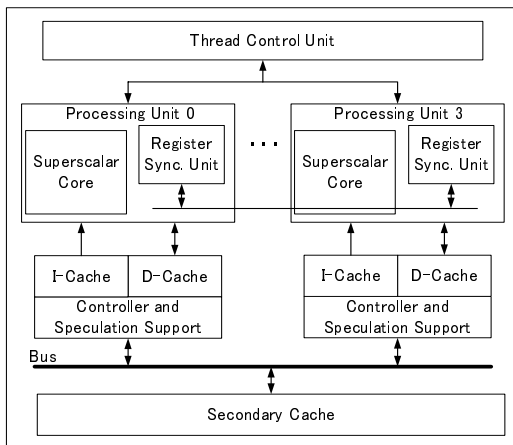 Thread Control Unit
Processing Unit 0
Superscalar
Core
Register
Sync. Unit
...
Processing Unit 3
Superscalar
Core
Register
Sync. Unit
I-Cache
D-Cache
Controller and
Speculation Support
I-Cache
D-Cache
Controller and
Speculation Support
Bus
Secondary Cache